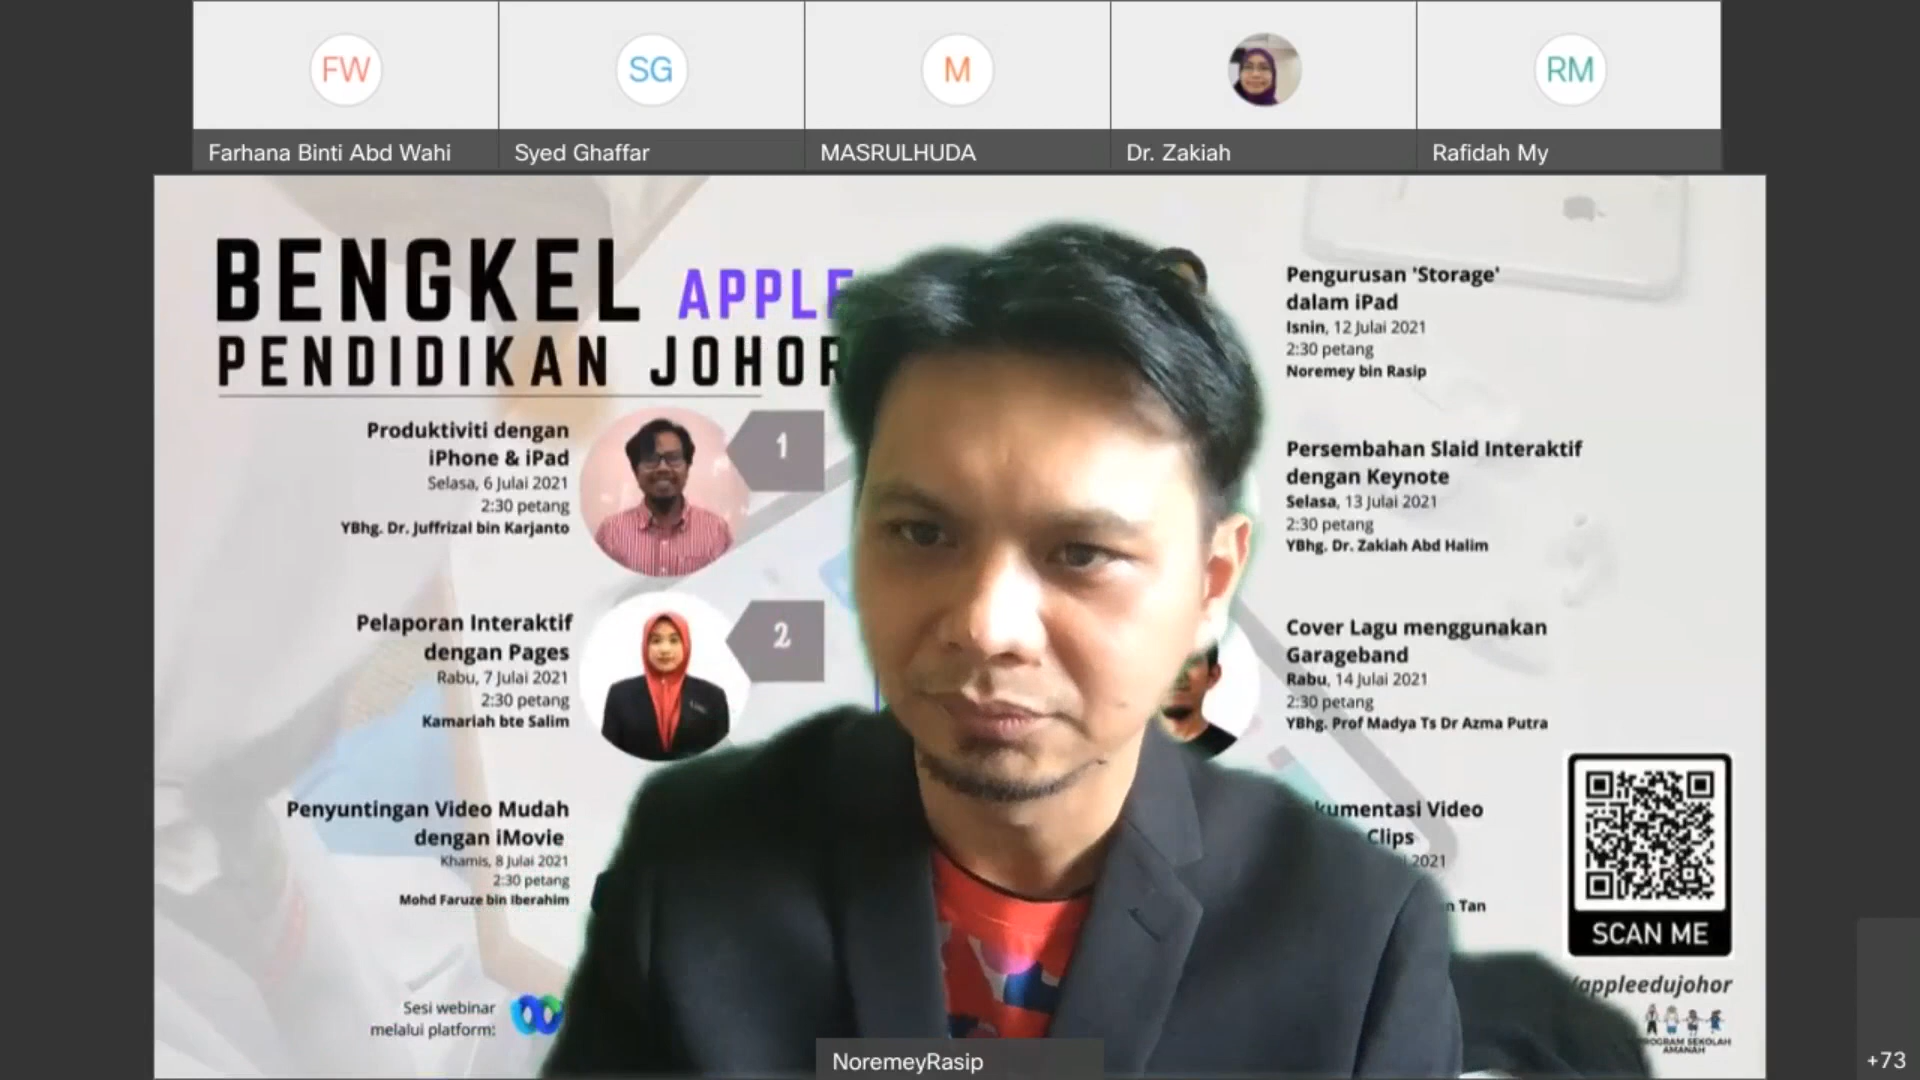 FW
SG
M
RM
Farhana Binti Abd Wahi
Syed Ghaffar
MASRULHUDA
Dr. Zakiah
Rafidah My
BENGKEL APPLE
PENDIDIKAN JOHOR
Produktiviti dengan
iPhone & iPad
Selasa, 6 Julai 2021
2:30 petang
YBhg. Dr. Juffrizal bin Karjanto
1
Pelaporan Interaktif
dengan Pages
Rabu, 7 Julai 2021
2:30 petang
Kamariah bte Salim
2
Penyuntingan Video Mudah
dengan iMovie
Khamis, 8 Julai 2021
2:30 petang
Mohd Faruze bin Iberahim
Sesi webinar
melalui platform:
Pengurusan 'Storage'
dalam iPad
Isnin, 12 Julai 2021
2:30 petang
Noremey bin Rasip
Persembahan Slaid Interaktif
dengan Keynote
Selasa, 13 Julai 2021
2:30 petang
YBhg. Dr. Zakiah Abd Halim
Cover Lagu menggunakan
Garageband
Rabu, 14 Julai 2021
2:30 petang
YBhg. Prof Madya Ts Dr Azma Putra
kumentasi Video
Clips
2021
n Tan
SCAN ME
/appleedujohor
PROGRAM SEKOLAH
AMANAH
NoremeyRasip
+73